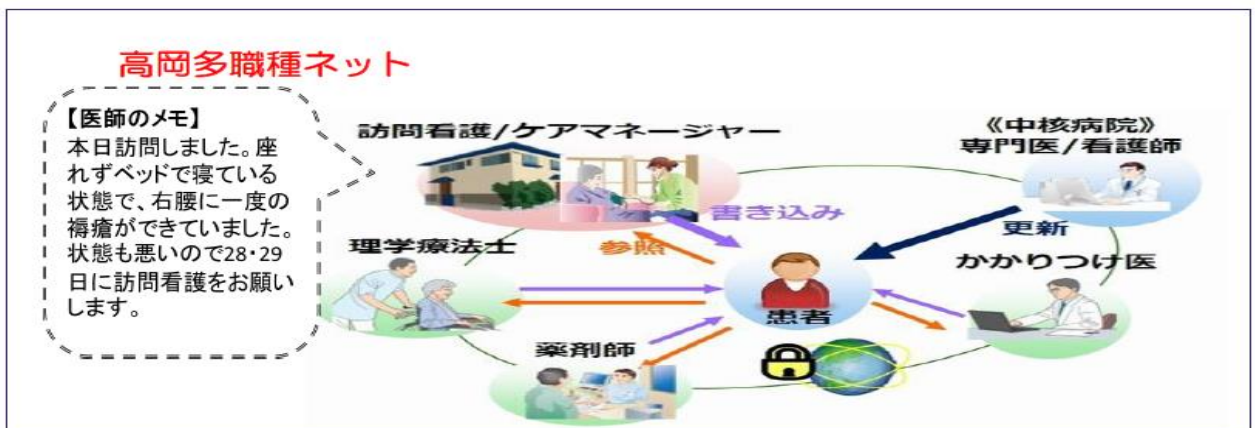 高岡多職種ネット
【医師のメモ】
本日訪問しました。座
れずベッドで寝ている
状態で、右腰に一度の
褥瘡ができていました。
状態も悪いので28・29
日に訪問看護をお願い
します。
訪問看護/ケアマネージャー
《中核病院》
専門医/看護師
書き込み
更新
参照
理学療法士
かかりつけ医
患者
薬剤師